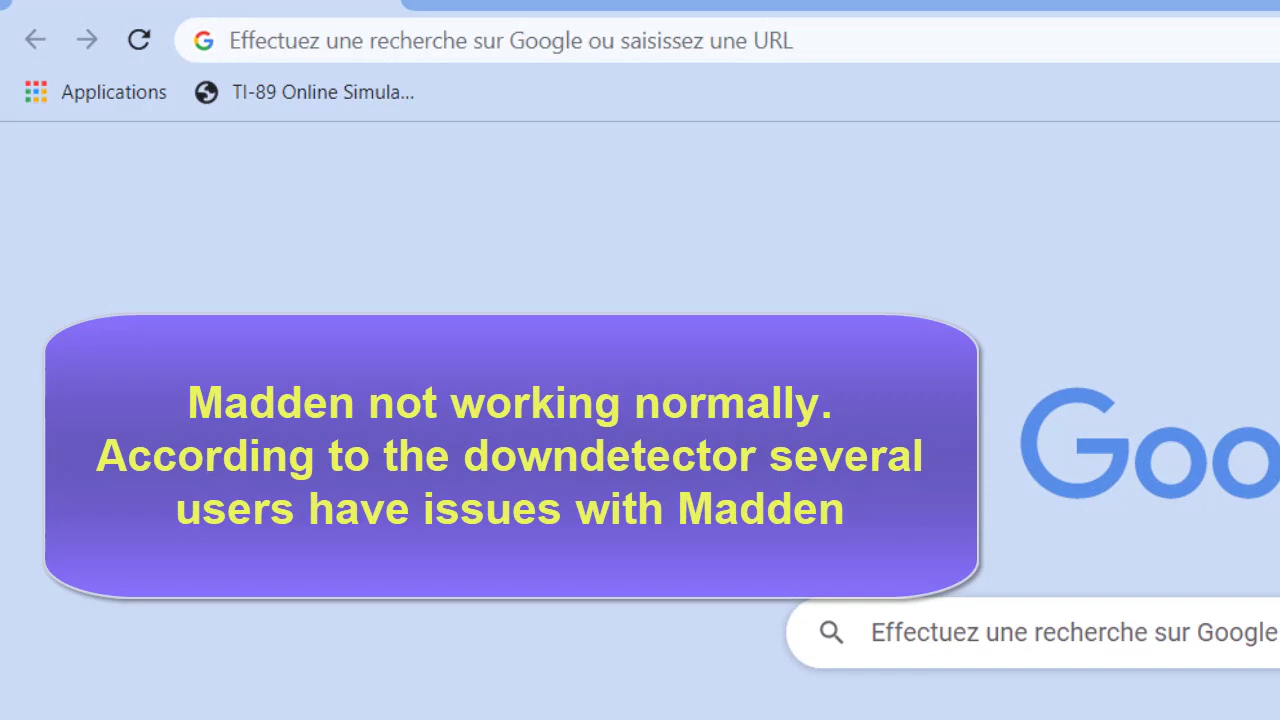 Effectuez une recherche sur Google ou saisissez une URL
Applications
TI-89 Online Simula...
Madden not working normally.
According to the downdetector several
users have issues with Madden
Goo
Effectuez une recherche sur Google